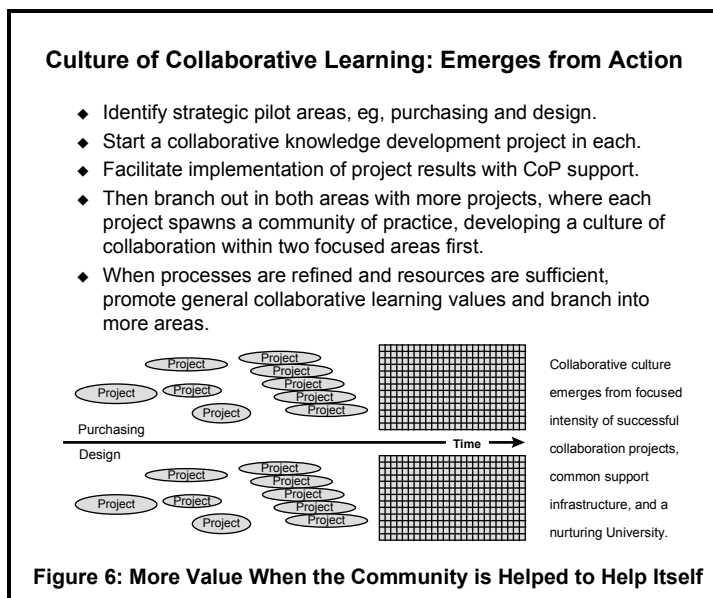 Culture of Collaborative Learning: Emerges from Action
◆ Identify strategic pilot areas, eg, purchasing and design.
◆ Start a collaborative knowledge development project in each.
◆ Facilitate implementation of project results with CoP support.
◆ Then branch out in both areas with more projects, where each
project spawns a community of practice, developing a culture of
collaboration within two focused areas first.
◆ When processes are refined and resources are sufficient,
promote general collaborative learning values and branch into
more areas.
Project
Project
Project
Project
Project
Project
Project
Project
Project
Purchasing
Time
Design
Project
Project
Project
Project
Project
Project
Project
Project
Project
Collaborative culture
emerges from focused
intensity of successful
collaboration projects,
common support
infrastructure, and a
nurturing University.
Figure 6: More Value When the Community is Helped to Help Itself